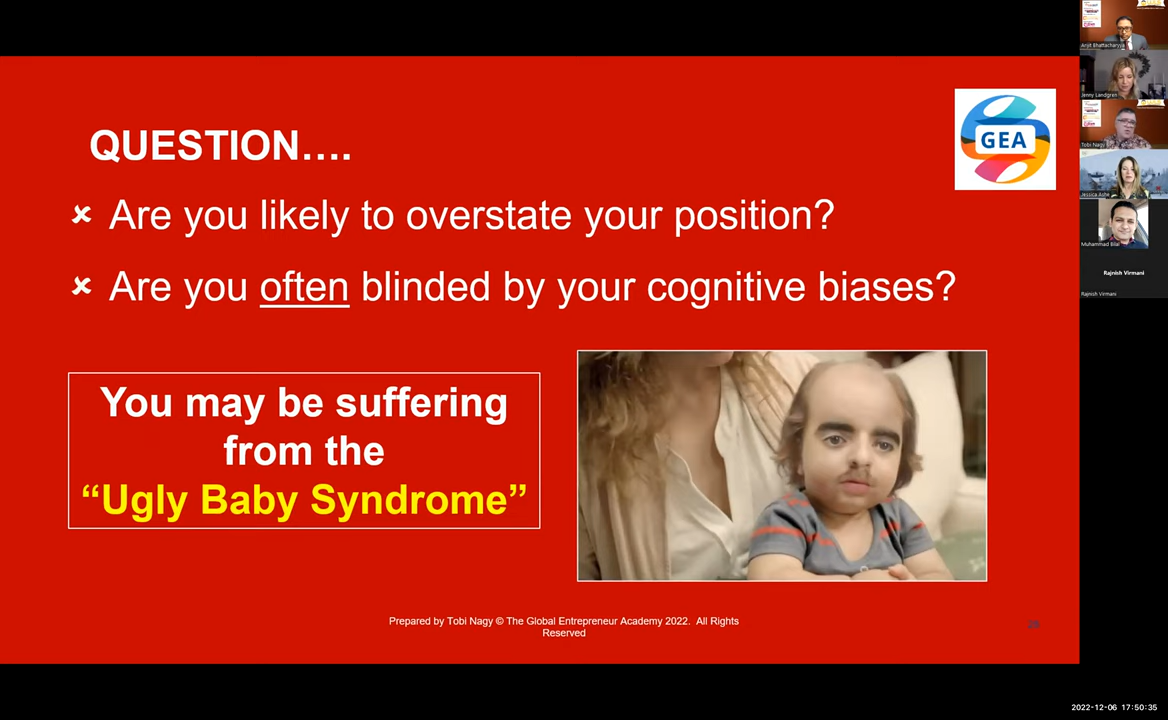 QUESTION....
Are you likely to overstate your position?
Are you often blinded by your cognitive biases?
GEA
You may be suffering
from the
“Ugly Baby Syndrome”
Prepared by Tobi Nagy © The Global Entrepreneur Academy 2022. All Rights
Reserved
Arijit Bhattacharyya
Jenny Landgren
Tobi Nagy
Jessica Ashe
Muhammad Bilal
Rajnish Virmani
Rajnish Virmani
2022-12-06 17:50:35